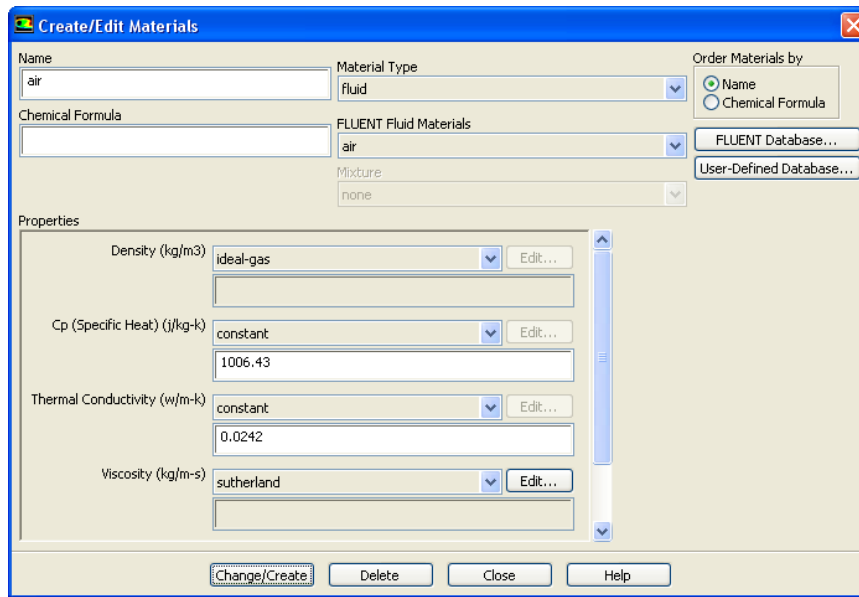 Create/Edit Materials
Name
air
Material Type
fluid
Order Materials by
Name
Chemical Formula
Chemical Formula
FLUENT Fluid Materials
air
FLUENT Database...
User-Defined Database...
Mixture
none
Properties
Density (kg/m3)
ideal-gas
Edit...
Cp (Specific Heat) (j/kg-k)
constant
Edit...
1006.43
Thermal Conductivity (w/m-k)
constant
Edit...
0.0242
Viscosity (kg/m-s)
sutherland
Edit...
Change/Create
Delete
Close
Help